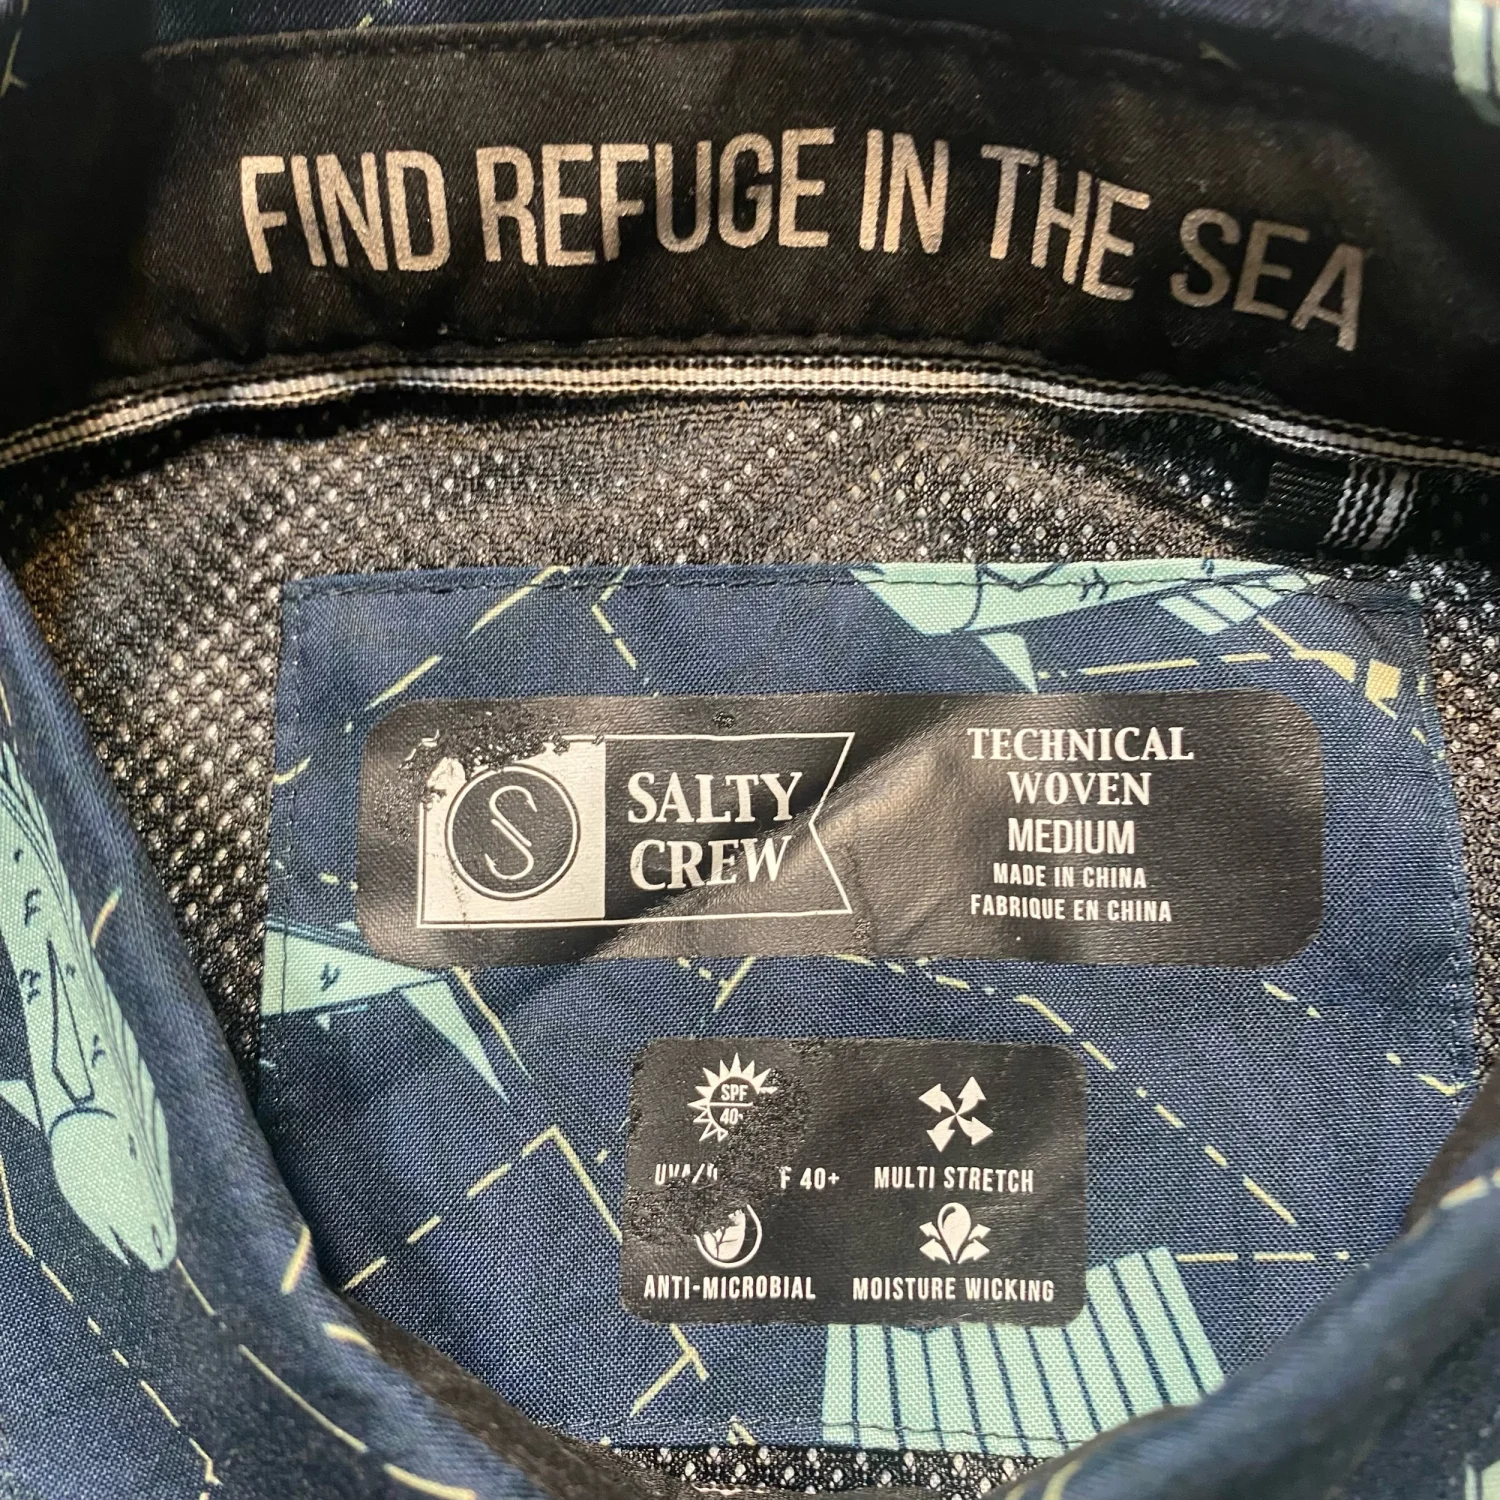 FIND REFUGE IN THE SEA
SALTY
CREW
TECHNICAL
WOVEN
MEDIUM
MADE IN CHINA
FABRIQUE EN CHINA
SPF
40+
40+
MULTI STRETCH
ANTI-MICROBIAL
MOISTURE WICKING